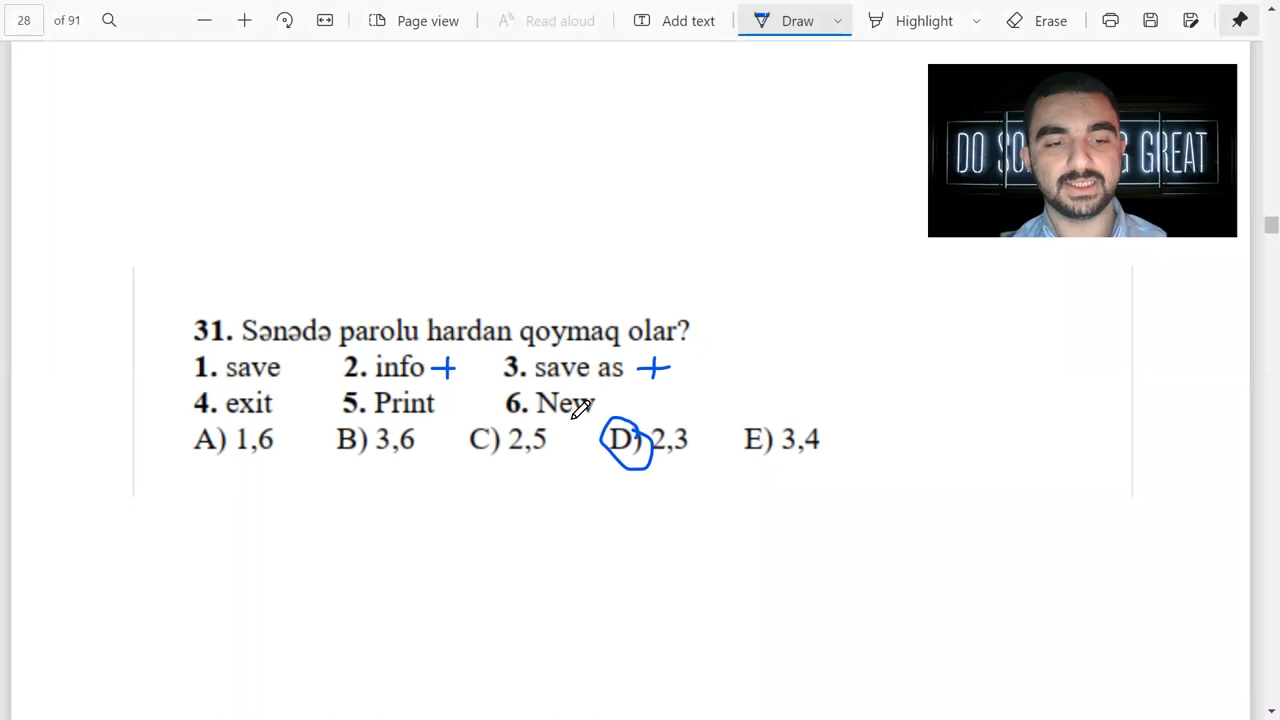 28 of 91 Page view Read aloud Add text Draw Highlight Erase
DO SO G GREAT
31. Sənədə parolu hardan qoymaq olar?
1. save 2. info + 3. save as +
4. exit 5. Print 6. New
A) 1,6 B) 3,6 C) 2,5 D) 2,3 E) 3,4